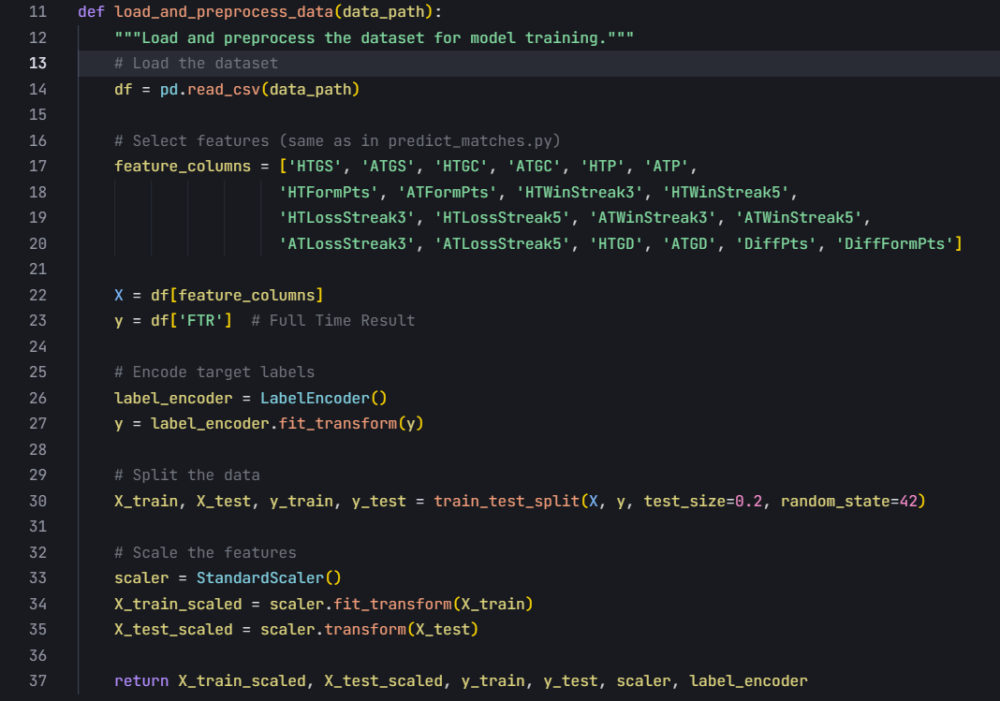 11 def load_and_preprocess_data(data_path):
12     """Load and preprocess the dataset for model training."""
13     # Load the dataset
14     df = pd.read_csv(data_path)
15
16     # Select features (same as in predict_matches.py)
17     feature_columns = ['HTGS', 'ATGS', 'HTGC', 'ATGC', 'HTP', 'ATP',
18                       'HTFormPts', 'ATFormPts', 'HTWinStreak3', 'HTWinStreak5',
19                       'HTLossStreak3', 'HTLossStreak5', 'ATWinStreak3', 'ATWinStreak5',
20                       'ATLossStreak3', 'ATLossStreak5', 'HTGD', 'ATGD', 'DiffPts', 'DiffFormPts']
21
22     X = df[feature_columns]
23     y = df['FTR']  # Full Time Result
24
25     # Encode target labels
26     label_encoder = LabelEncoder()
27     y = label_encoder.fit_transform(y)
28
29     # Split the data
30     X_train, X_test, y_train, y_test = train_test_split(X, y, test_size=0.2, random_state=42)
31
32     # Scale the features
33     scaler = StandardScaler()
34     X_train_scaled = scaler.fit_transform(X_train)
35     X_test_scaled = scaler.transform(X_test)
36
37     return X_train_scaled, X_test_scaled, y_train, y_test, scaler, label_encoder